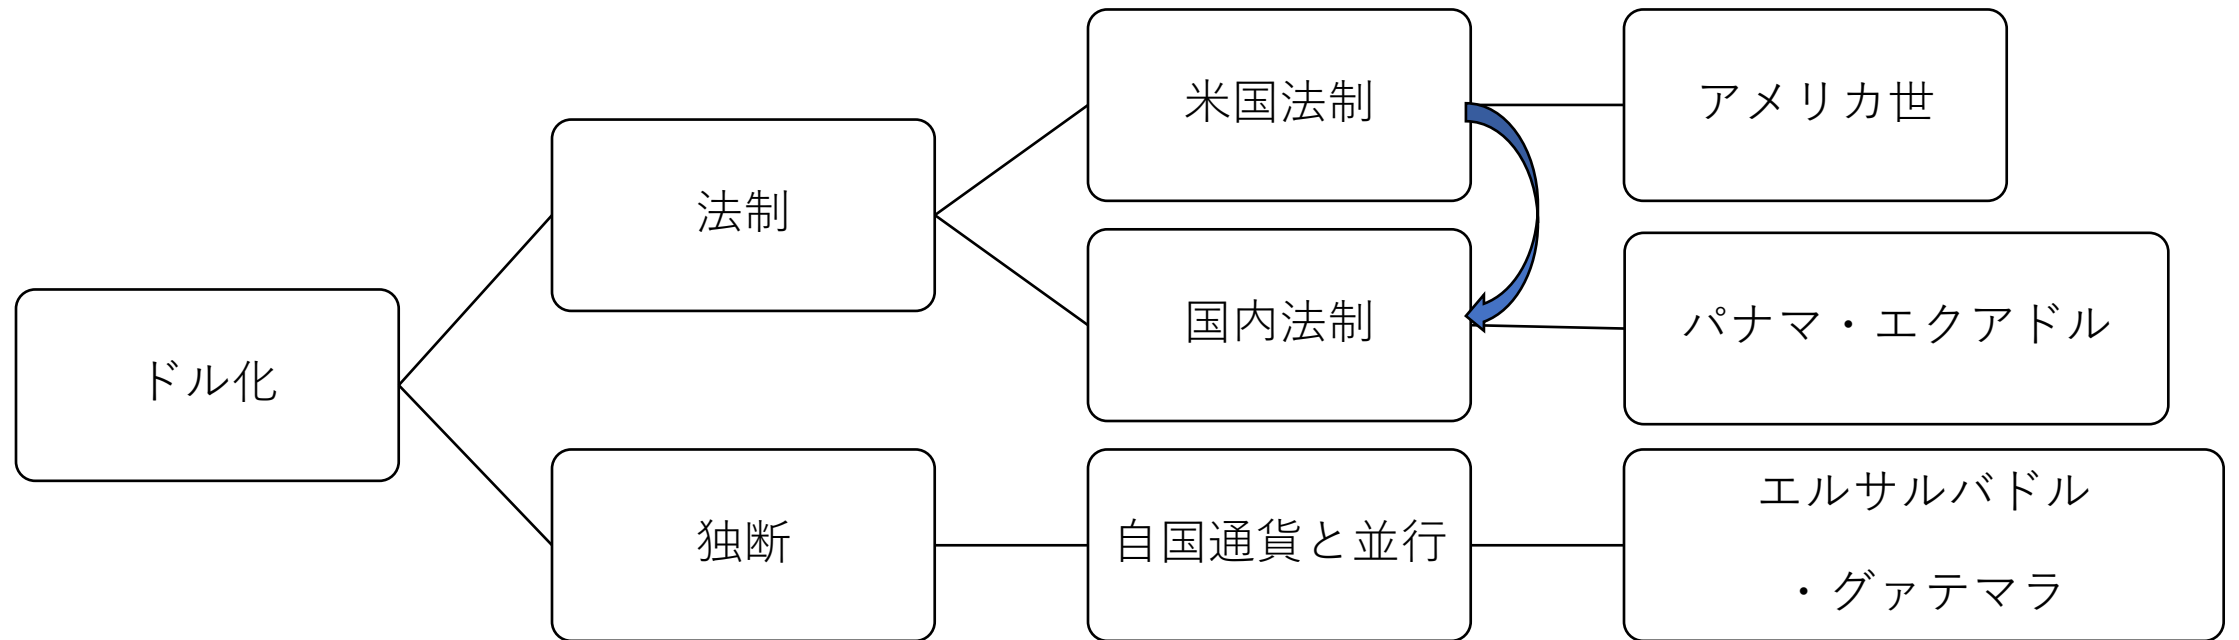 ドル化
法制
独断
米国法制
国内法制
自国通貨と並行
アメリカ世
パナマ・エクアドル
エルサルバドル
・グァテマラ